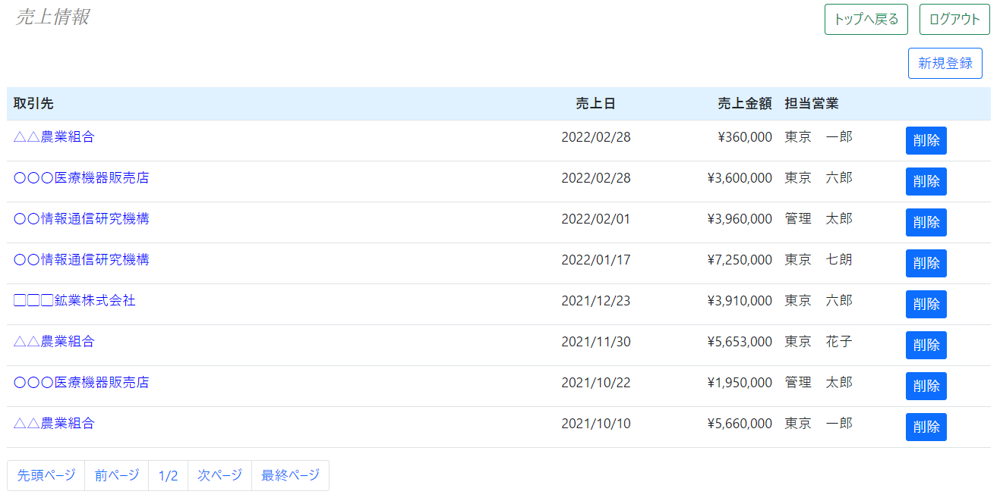 売上情報 トップへ戻る ログアウト
新規登録
取引先 売上日 売上金額 担当営業
△△農業組合 2022/02/28 ¥360,000 東京　一郎 削除
〇〇〇医療機器販売店 2022/02/28 ¥3,600,000 東京　六郎 削除
〇〇情報通信研究機構 2022/02/01 ¥3,960,000 管理　太郎 削除
〇〇情報通信研究機構 2022/01/17 ¥7,250,000 東京　七朗 削除
□□□鉱業株式会社 2021/12/23 ¥3,910,000 東京　六郎 削除
△△農業組合 2021/11/30 ¥5,653,000 東京　花子 削除
〇〇〇医療機器販売店 2021/10/22 ¥1,950,000 管理　太郎 削除
△△農業組合 2021/10/10 ¥5,660,000 東京　一郎 削除
先頭ページ 前ページ 1/2 次ページ 最終ページ